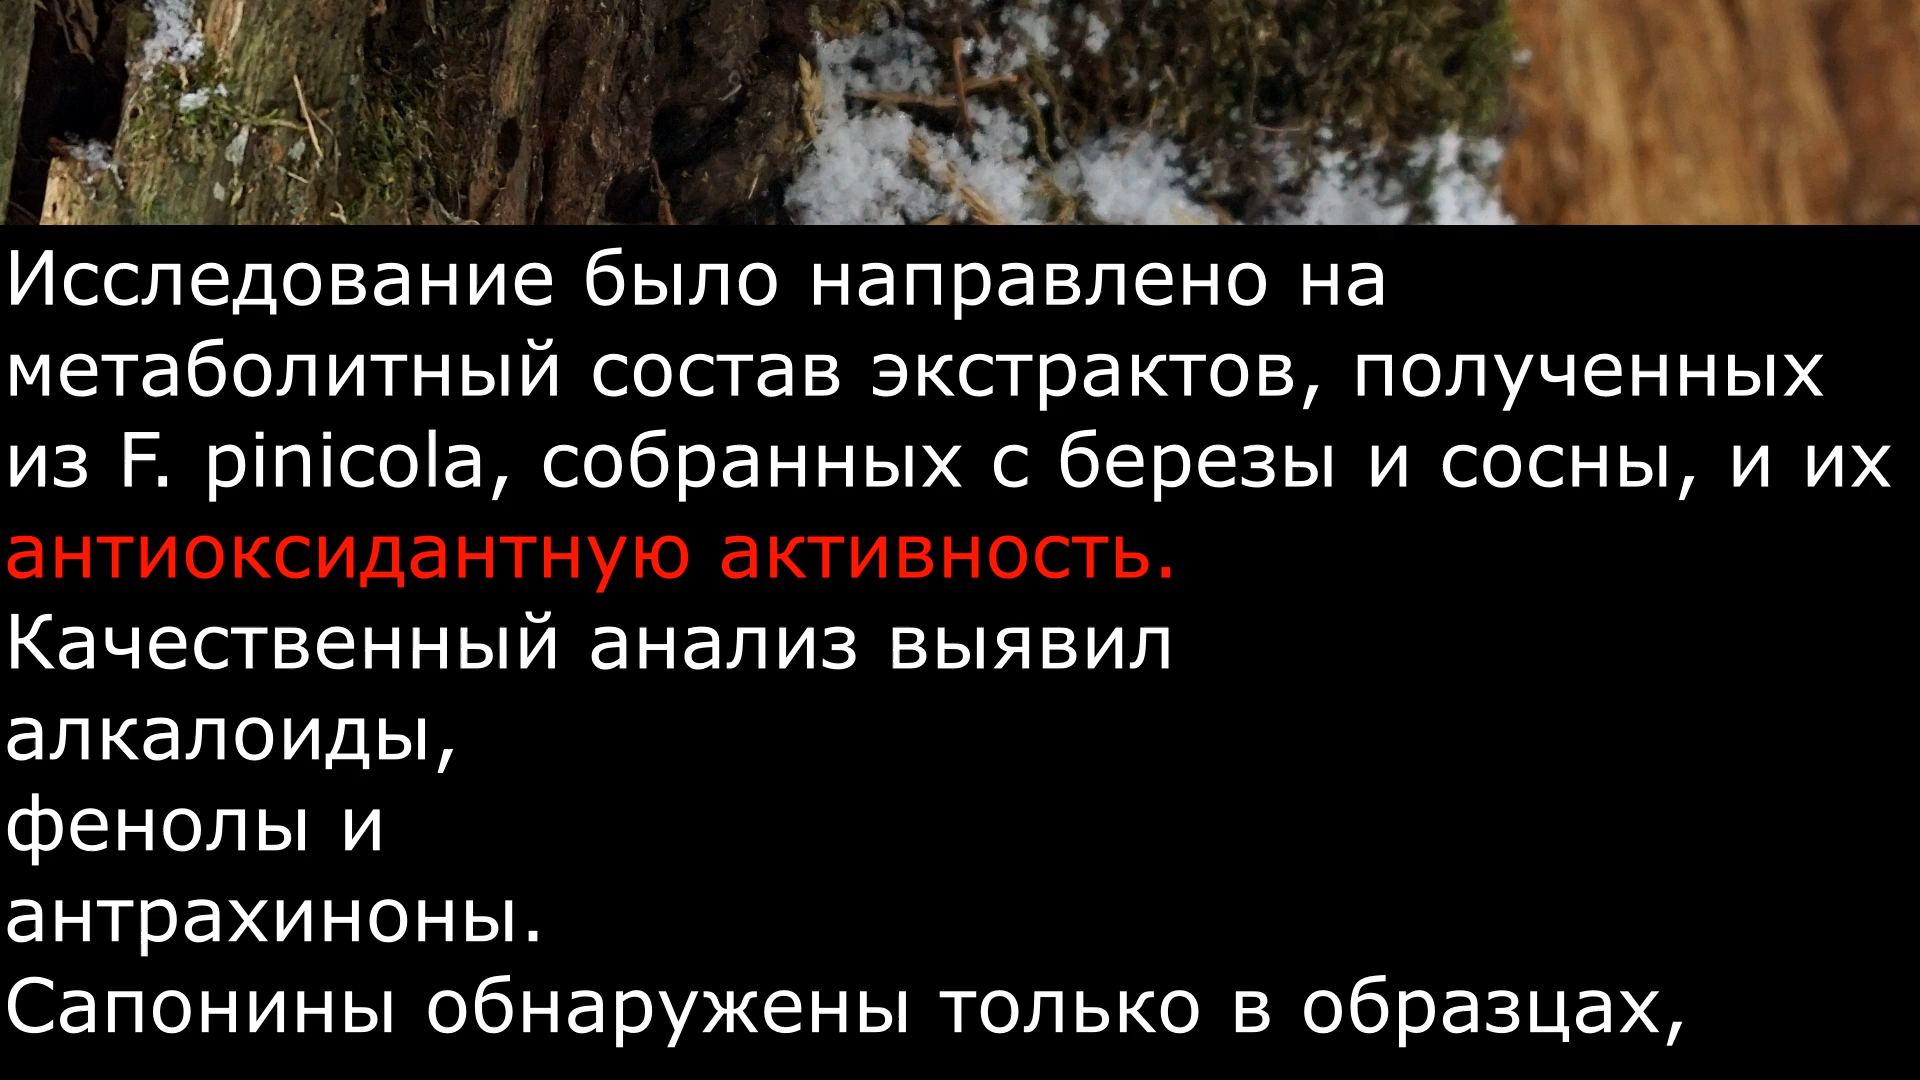 Исследование было направлено на
метаболитный состав экстрактов, полученных
из F. pinicola, собранных с березы и сосны, и их
антиоксидантную активность.
Качественный анализ выявил
алкалоиды,
фенолы и
антрахиноны.
Сапонины обнаружены только в образцах,